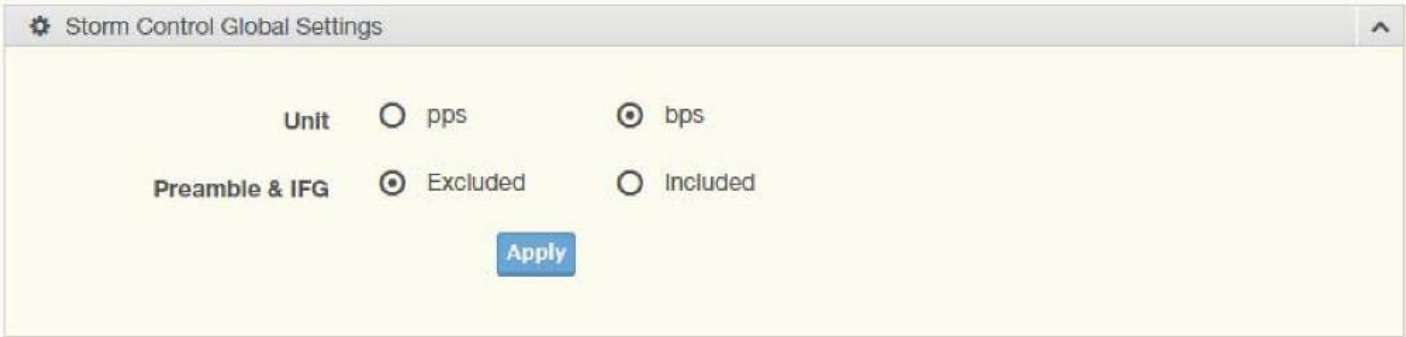 Storm Control Global Settings
Unit pps bps
Preamble & IFG Excluded Included
Apply